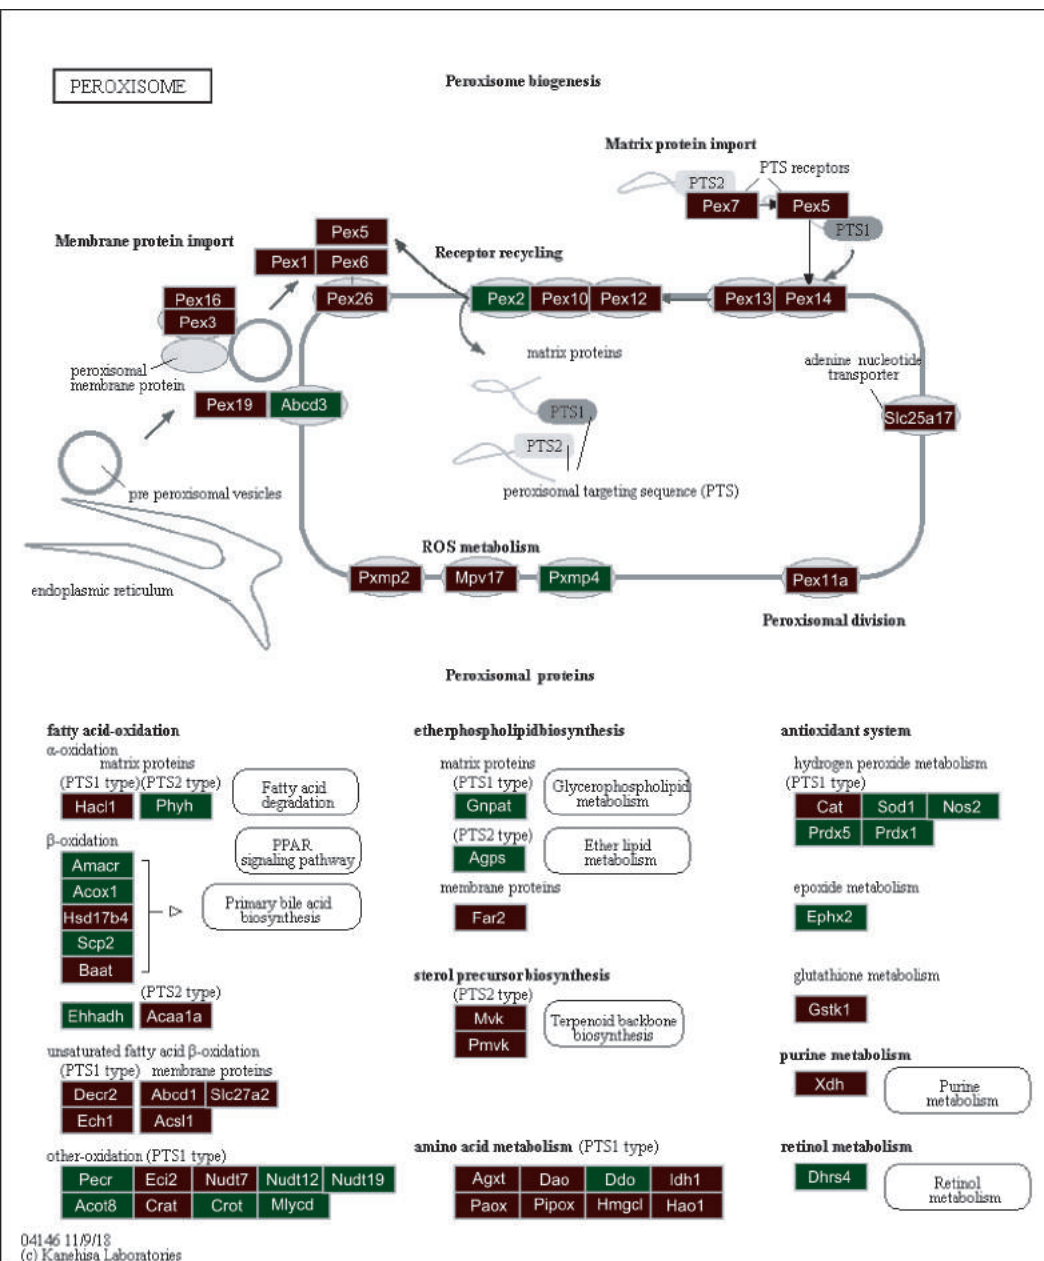 PEROXISOME
Peroxisome biogenesis
Matrix protein import
PTS receptors
PTS2
Pex7
Pex5
PTS1
Membrane protein import
Pex5
Pex1 Pex6
Receptor recycling
Pex26
Pex2 Pex10 Pex12
Pex13 Pex14
Pex16
Pex3
peroxisomal
membrane protein
matrix proteins
adenine nucleotide
transporter
Pex19 Abcd3
PTS1
Slc25a17
PTS2
pre peroxisomal vesicles
peroxisomal targeting sequence (PTS)
ROS metabolism
endoplasmic reticulum
Pxmp2 Mpv17 Pxmp4
Pex11a
Peroxisomal division
Peroxisomal proteins
fatty acid-oxidation
α-oxidation
matrix proteins
(PTS1 type) (PTS2 type)
Hacl1 Phyh
Fatty acid
degradation
β-oxidation
PPAR
signaling pathway
Amacr
Acox1
Hsd17b4
Scp2
Baat
Primary bile acid
biosynthesis
(PTS2 type)
Ehhadh Acaa1a
unsaturated fatty acid β-oxidation
(PTS1 type) membrane proteins
Decr2 Abcd1 Slc27a2
Ech1 Acsl1
other-oxidation (PTS1 type)
Pecr Eci2 Nudt7 Nudt12 Nudt19
Acot8 Crat Crot Mlycd
etherphospholipidbiosynthesis
matrix proteins
(PTS1 type)
Gnpat
Glycerophospholipid
metabolism
(PTS2 type)
Agps
Ether lipid
metabolism
membrane proteins
Far2
sterol precursor biosynthesis
(PTS2 type)
Mvk
Pmvk
Terpenoid backbone
biosynthesis
amino acid metabolism (PTS1 type)
Agxt Dao Ddo Idh1
Paox Pipox Hmgcl Hao1
antioxidant system
hydrogen peroxide metabolism
(PTS1 type)
Cat Sod1 Nos2
Prdx5 Prdx1
epoxide metabolism
Ephx2
glutathione metabolism
Gstk1
purine metabolism
Xdh
Purine
metabolism
retinol metabolism
Dhrs4
Retinol
metabolism
04146 11/9/18
(c) Kanehisa Laboratories